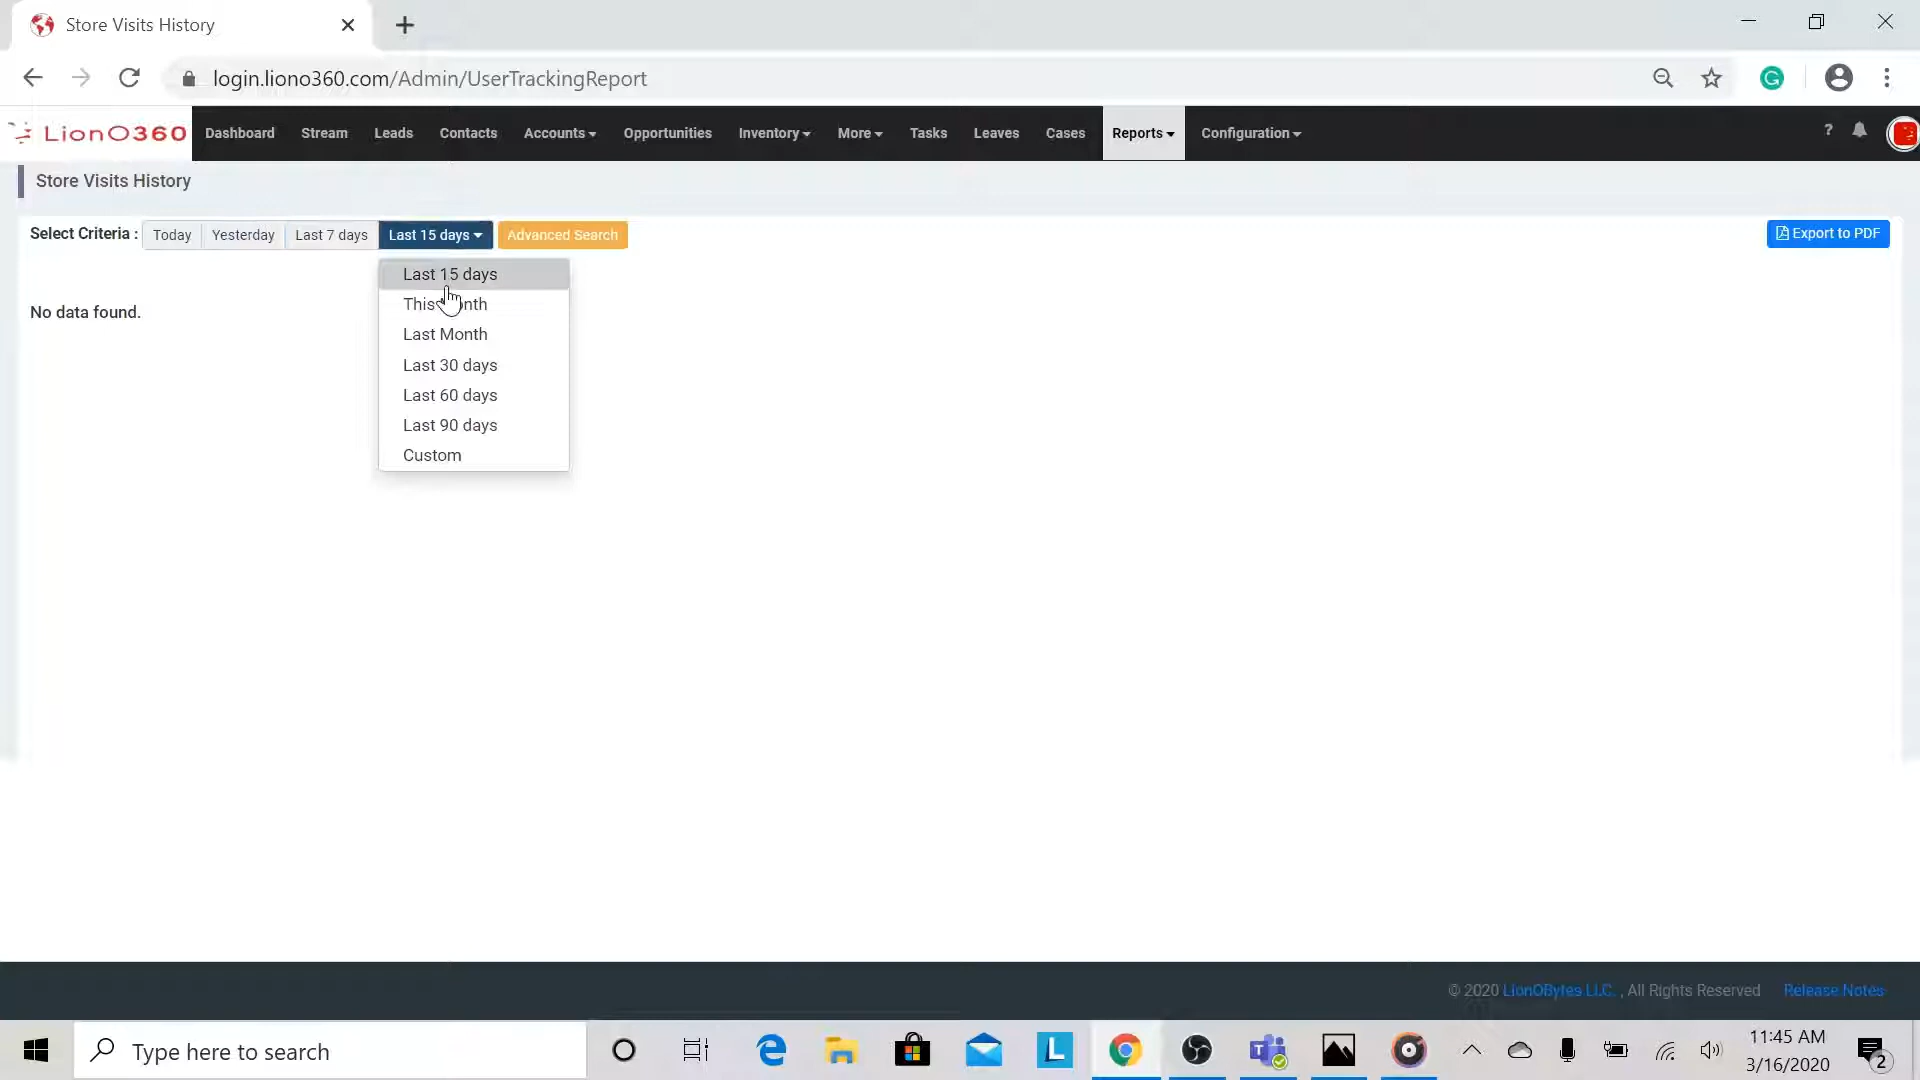 Store Visits History
login.liono360.com/Admin/UserTrackingReport
LionO360 Dashboard Stream Leads Contacts Accounts Opportunities Inventory More Tasks Leaves Cases Reports Configuration ?
Store Visits History
Select Criteria : Today Yesterday Last 7 days Last 15 days Advanced Search Export to PDF
Last 15 days
No data found.
This Month
Last Month
Last 30 days
Last 60 days
Last 90 days
Custom
© 2020 LionOBytes LLC. , All Rights Reserved Release Notes
Type here to search
11:45 AM
3/16/2020
2